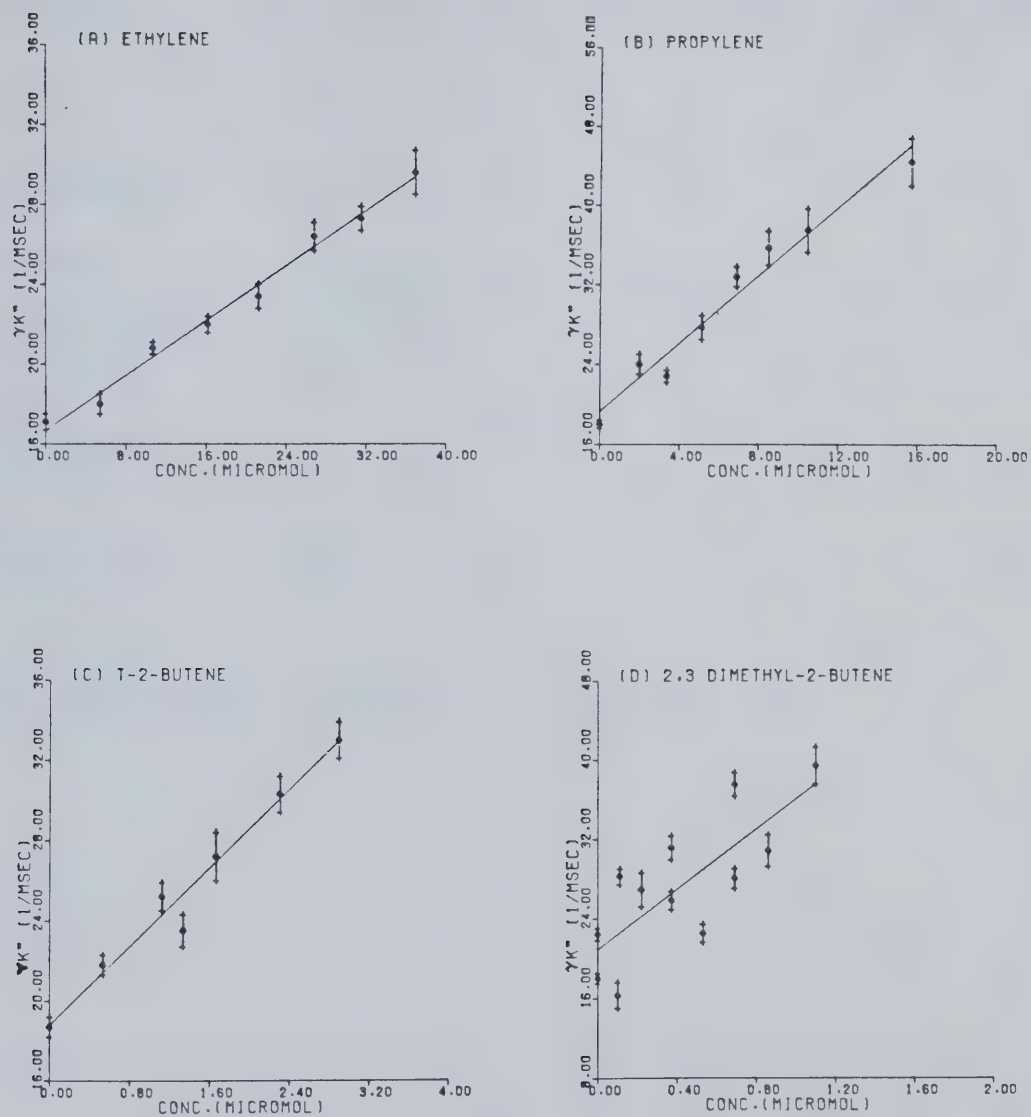 (A) ETHYLENE
36.00
32.00
28.00
24.00
20.00
16.00
γK" (1/MSEC)
0.00 8.00 16.00 24.00 32.00 40.00
CONC.(MICROMOL)
(B) PROPYLENE
56.00
48.00
40.00
32.00
24.00
16.00
γK" (1/MSEC)
0.00 4.00 8.00 12.00 16.00 20.00
CONC.(MICROMOL)
(C) T-2-BUTENE
36.00
32.00
28.00
24.00
20.00
16.00
γK" (1/MSEC)
0.00 0.80 1.60 2.40 3.20 4.00
CONC.(MICROMOL)
(D) 2.3 DIMETHYL-2-BUTENE
48.00
40.00
32.00
24.00
16.00
8.00
γK" (1/MSEC)
0.00 0.40 0.80 1.20 1.60 2.00
CONC.(MICROMOL)